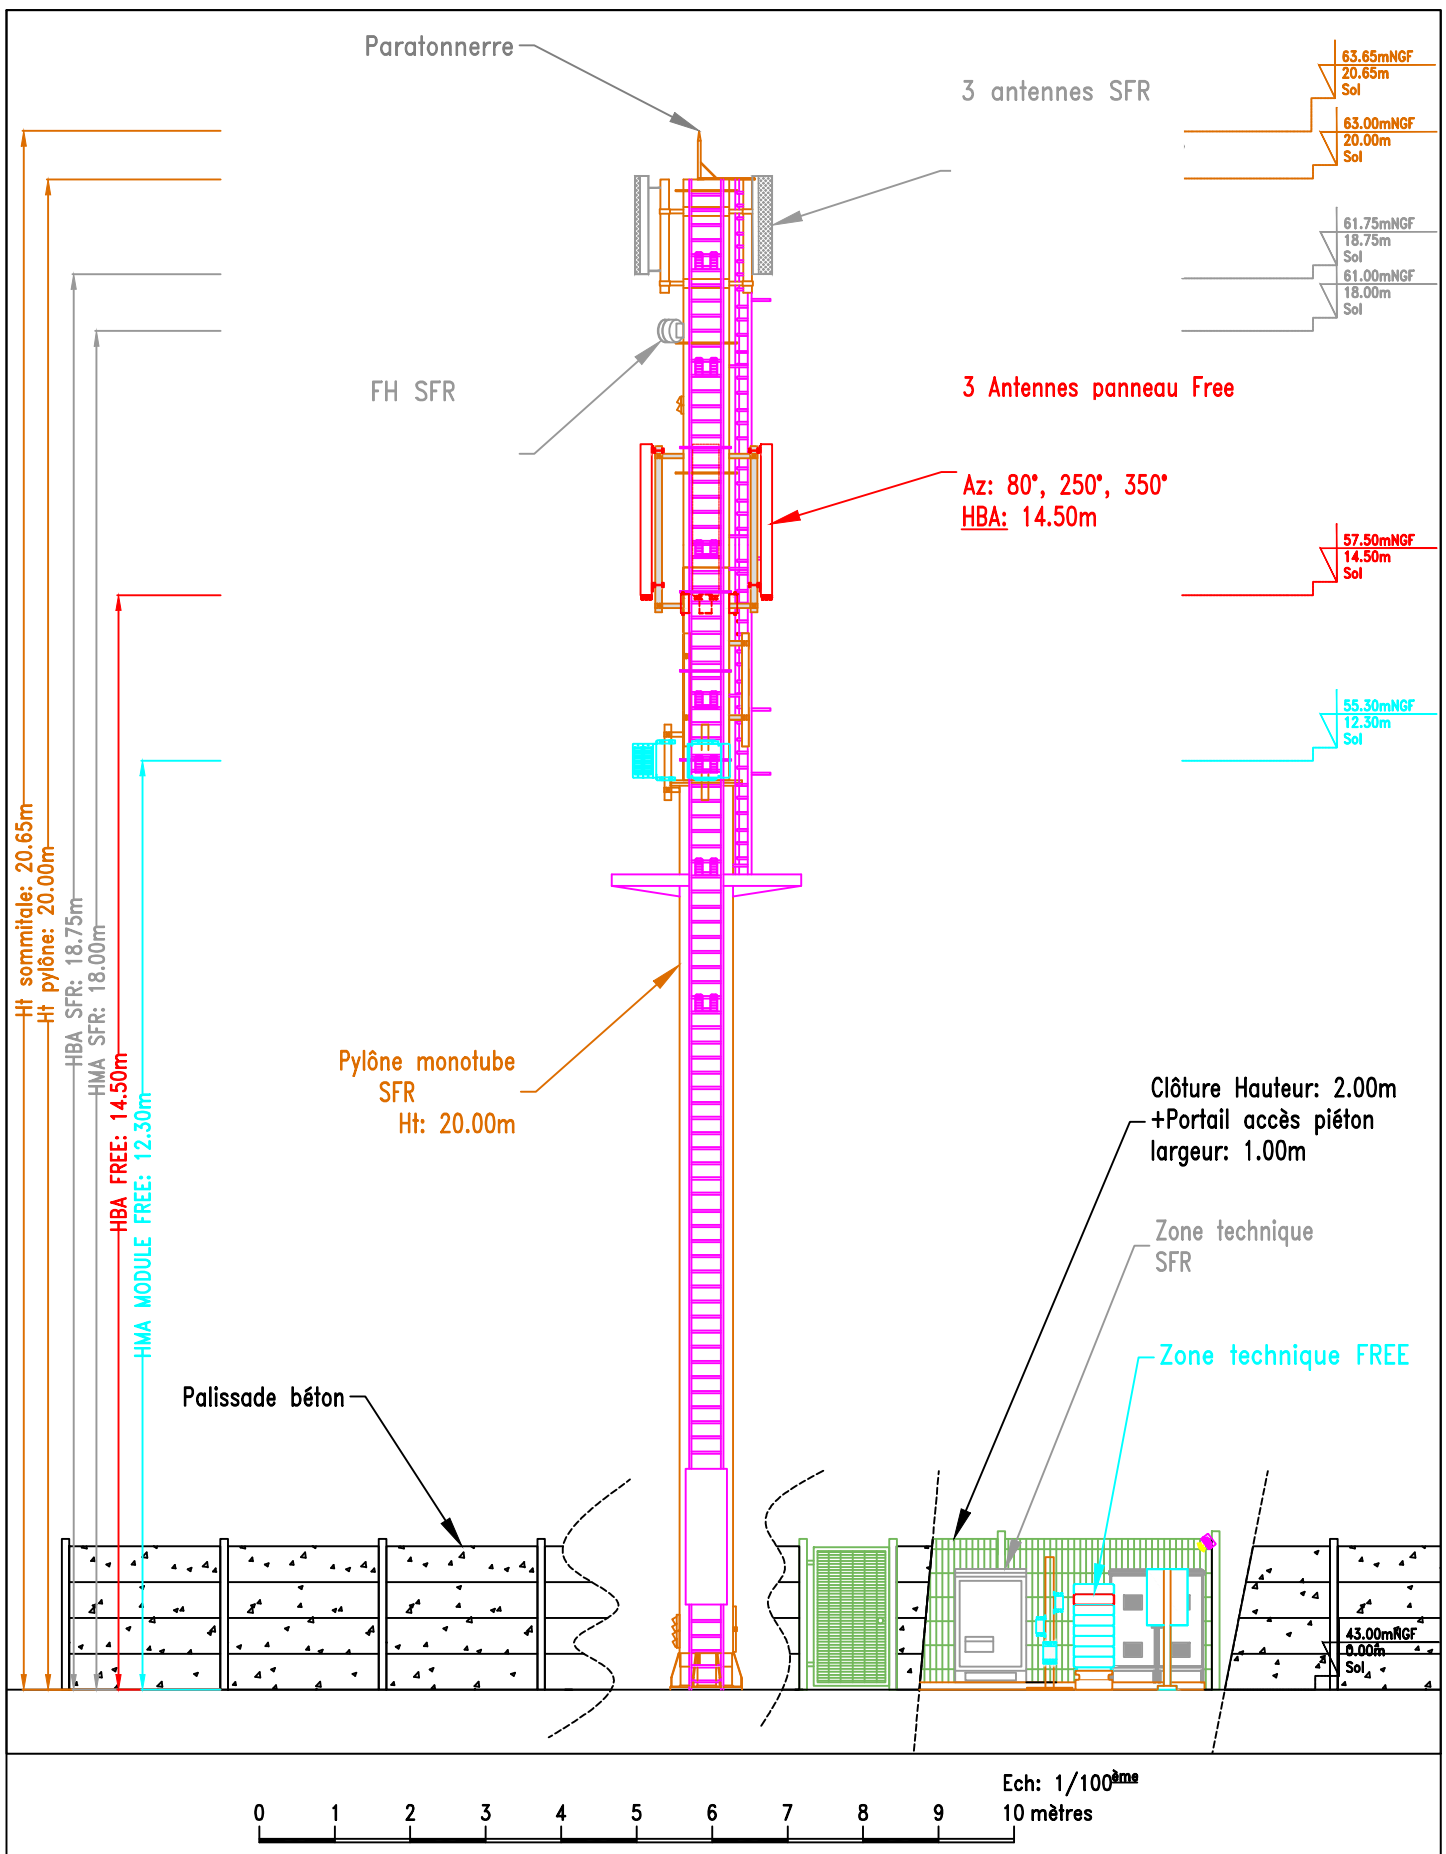 Paratonnerre
3 antennes SFR
63.65mNGF
20.65m
Sol
63.00mNGF
20.00m
Sol
61.75mNGF
18.75m
Sol
61.00mNGF
18.00m
Sol
FH SFR
3 Antennes panneau Free
Az: 80°, 250°, 350°
HBA: 14.50m
57.50mNGF
14.50m
Sol
55.30mNGF
12.30m
Sol
Ht sommitale: 20.65m
Ht pylône: 20.00m
HBA SFR: 18.75m
HMA SFR: 18.00m
HBA FREE: 14.50m
HMA MODULE FREE: 12.30m
Pylône monotube
SFR
Ht: 20.00m
Clôture Hauteur: 2.00m
+Portail accès piéton
largeur: 1.00m
Zone technique
SFR
Zone technique FREE
Palissade béton
43.00mNGF
0.00m
Sol
Ech: 1/100ème
0 1 2 3 4 5 6 7 8 9 10 mètres